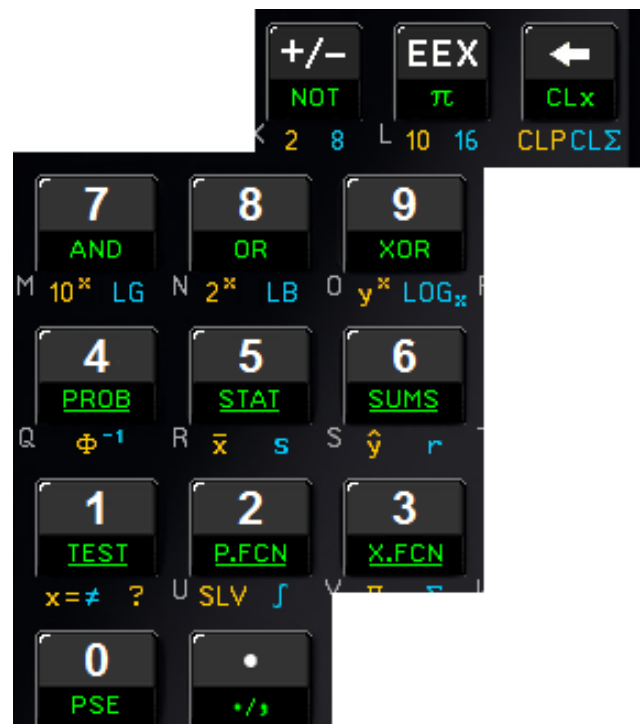 +/- EEX ←
NOT π CLx
K 2 8 L 10 16 CLP CLΣ
7 8 9
AND OR XOR
M 10ˣ LG N 2ˣ LB O yˣ LOGₓ
4 5 6
PROB STAT SUMS
Q Φ⁻¹ R x̄ s S ŷ r
1 2 3
TEST P.FCN X.FCN
x=≠ ? U SLV ∫
0 .
PSE ./,